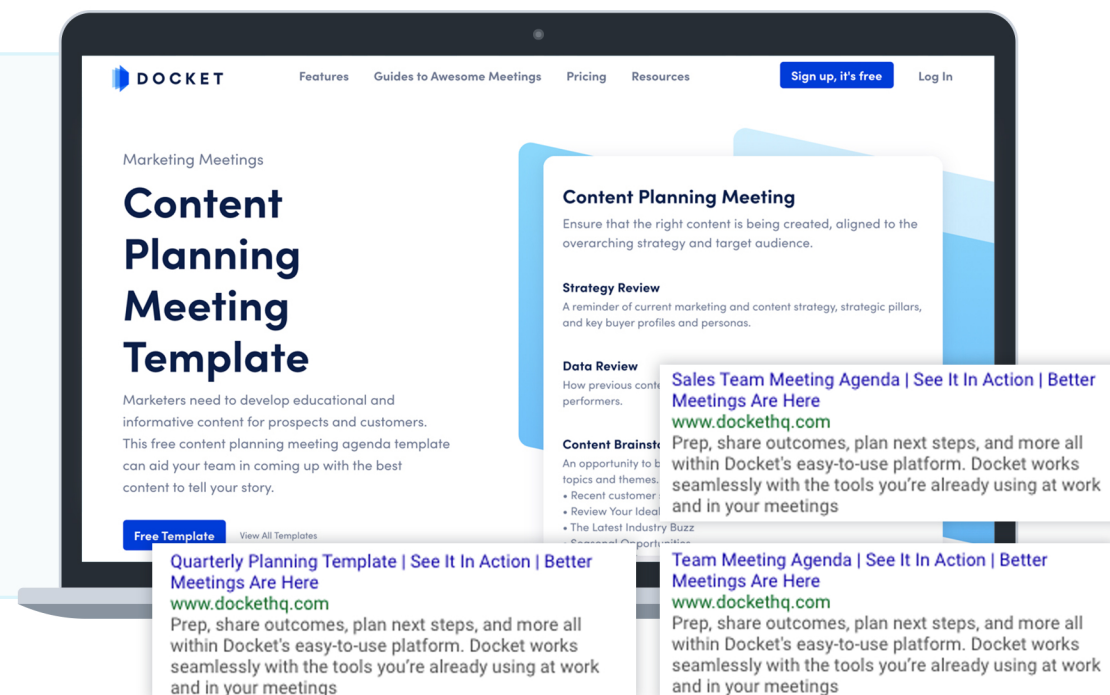 DOCKET
Features
Guides to Awesome Meetings
Pricing
Resources
Sign up, it's free
Log In
Marketing Meetings
Content
Planning
Meeting
Template
Marketers need to develop educational and
informative content for prospects and customers.
This free content planning meeting agenda template
can aid your team in coming up with the best
content to tell your story.
Free Template
View All Templates
Content Planning Meeting
Ensure that the right content is being created, aligned to the
overarching strategy and target audience.
Strategy Review
A reminder of current marketing and content strategy, strategic pillars,
and key buyer profiles and personas.
Data Review
How previous
performers.
Content
An opportunity to
topics and themes.
• Recent customer
• Review Your
• The Latest Industry Buzz
Sales Team Meeting Agenda | See It In Action | Better
Meetings Are Here
www.dockethq.com
Prep, share outcomes, plan next steps, and more all
within Docket's easy-to-use platform. Docket works
seamlessly with the tools you're already using at work
and in your meetings
Quarterly Planning Template | See It In Action | Better
Meetings Are Here
www.dockethq.com
Prep, share outcomes, plan next steps, and more all
within Docket's easy-to-use platform. Docket works
seamlessly with the tools you're already using at work
and in your meetings
Team Meeting Agenda | See It In Action | Better
Meetings Are Here
www.dockethq.com
Prep, share outcomes, plan next steps, and more all
within Docket's easy-to-use platform. Docket works
seamlessly with the tools you're already using at work
and in your meetings